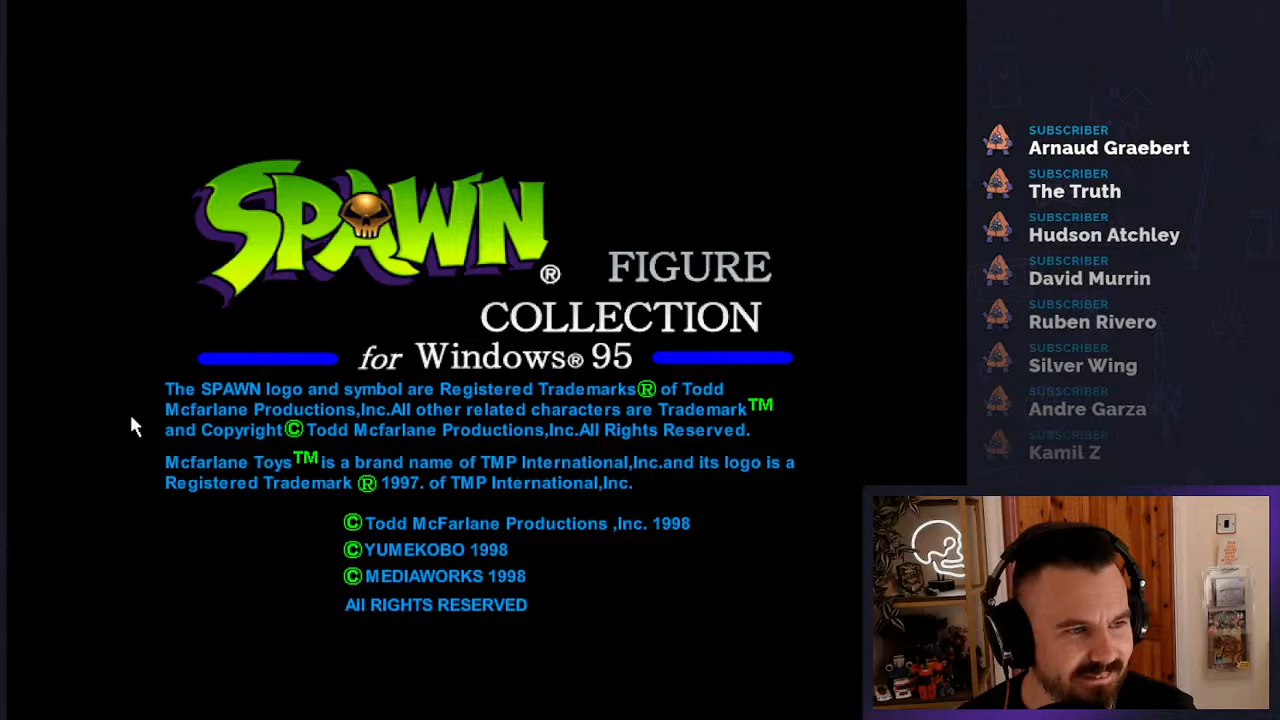 SPAWN®
FIGURE
COLLECTION
for Windows® 95
The SPAWN logo and symbol are Registered Trademarks® of Todd
Mcfarlane Productions,Inc.All other related characters are Trademark™
and Copyright© Todd Mcfarlane Productions,Inc.All Rights Reserved.
Mcfarlane Toys™ is a brand name of TMP International,Inc.and its logo is a
Registered Trademark ® 1997. of TMP International,Inc.
©Todd McFarlane Productions ,Inc. 1998
©YUMEKOBO 1998
©MEDIAWORKS 1998
All RIGHTS RESERVED
SUBSCRIBER
Arnaud Graebert
SUBSCRIBER
The Truth
SUBSCRIBER
Hudson Atchley
SUBSCRIBER
David Murrin
SUBSCRIBER
Ruben Rivero
SUBSCRIBER
Silver Wing
SUBSCRIBER
Andre Garza
SUBSCRIBER
Kamil Z